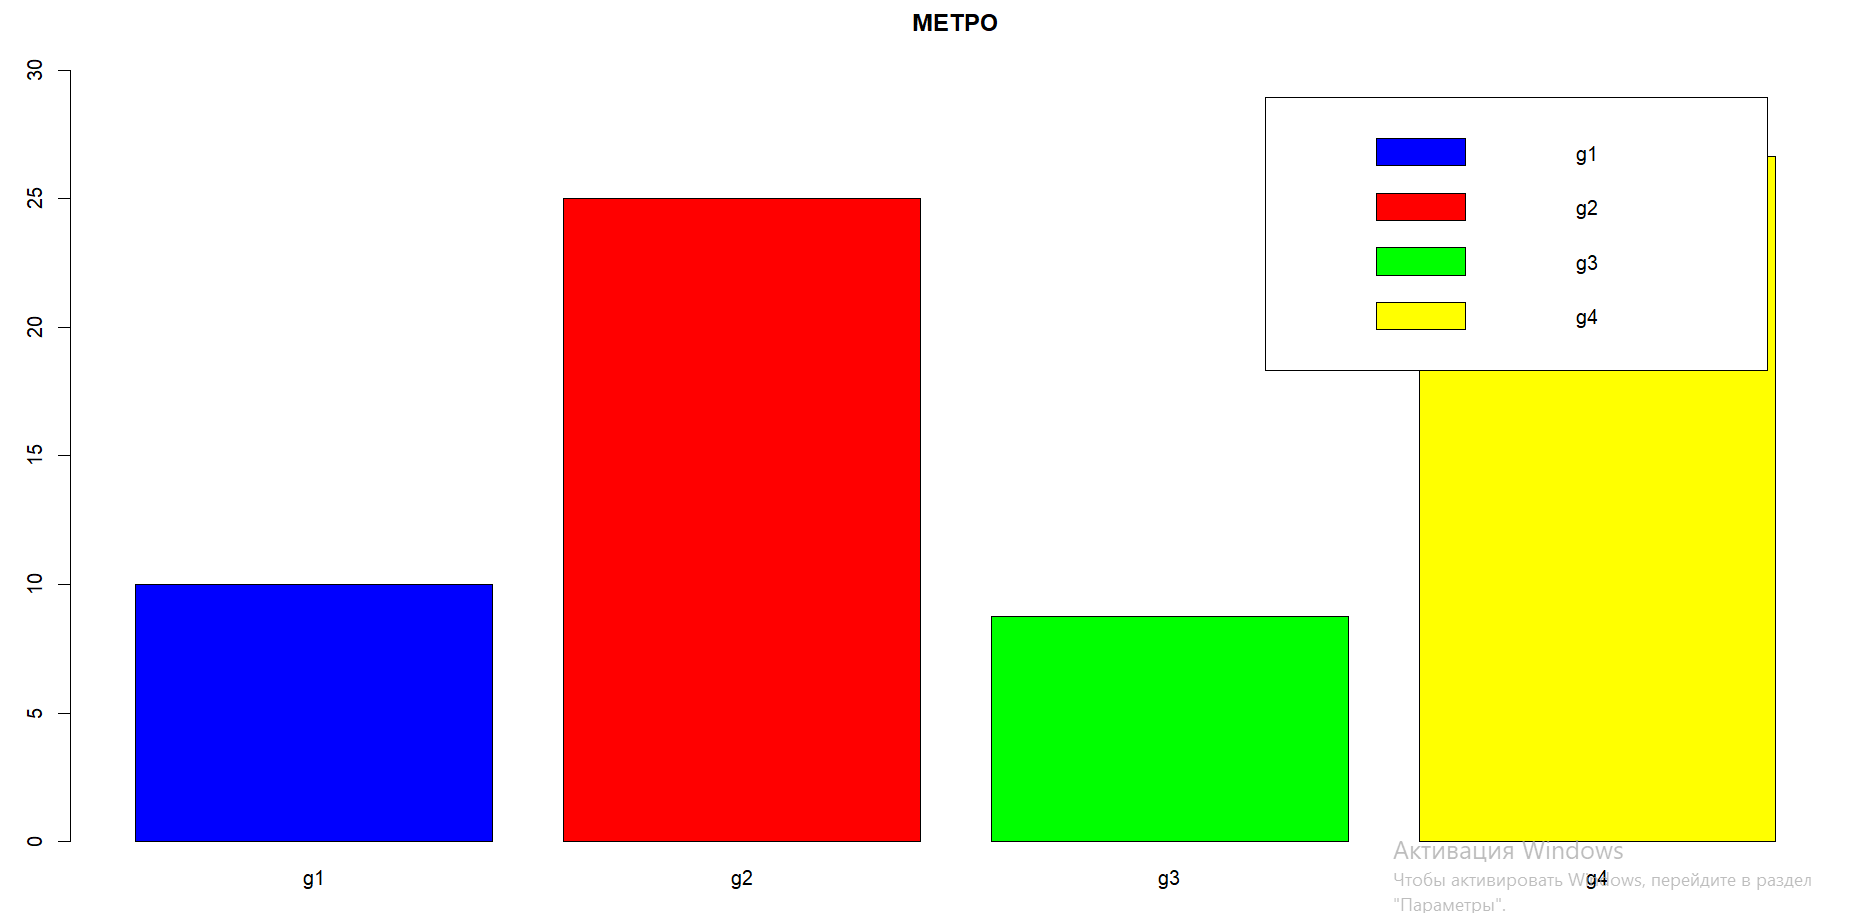 МЕТРО
30
25
20
15
10
5
0
g1
g2
g3
g4
g1
g2
g3
g4
Активация Windows
Чтобы активировать Windows, перейдите в раздел
"Параметры".